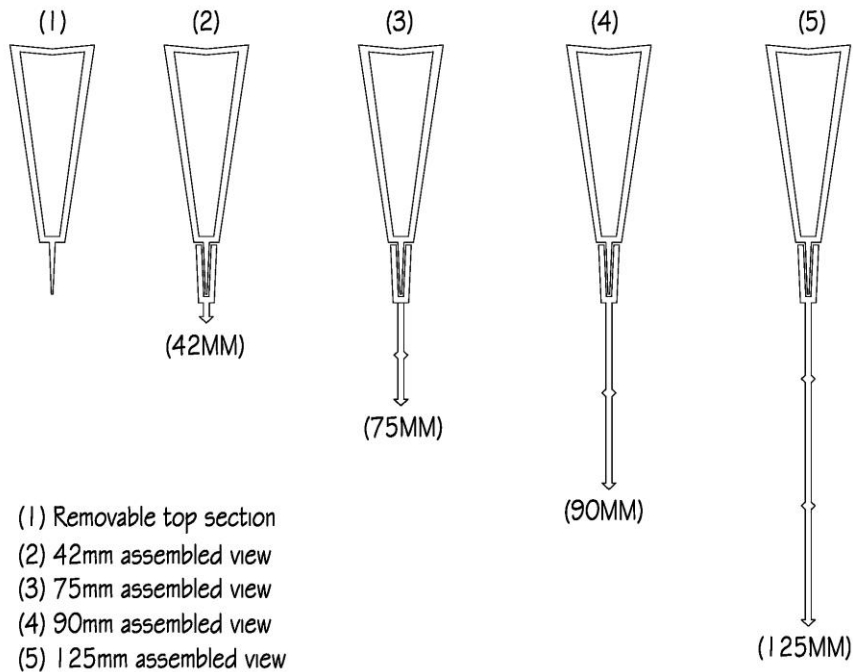 (1) (2) (3) (4) (5)
(42MM)
(75MM)
(90MM)
(125MM)
(1) Removable top section
(2) 42mm assembled view
(3) 75mm assembled view
(4) 90mm assembled view
(5) 125mm assembled view